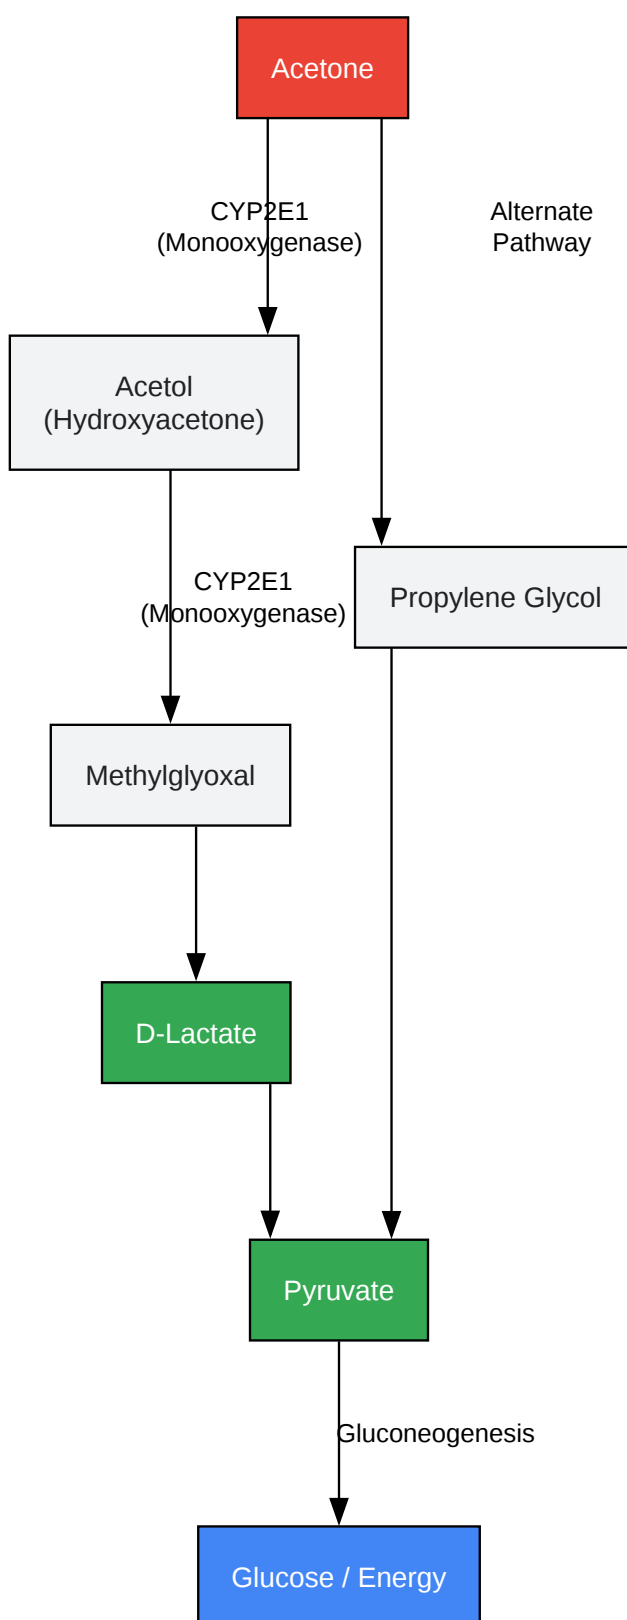 Acetone
CYP2E1
(Monooxygenase)
Alternate
Pathway
Acetol
(Hydroxyacetone)
CYP2E1
(Monooxygenase)
Propylene Glycol
Methylglyoxal
D-Lactate
Pyruvate
Gluconeogenesis
Glucose / Energy